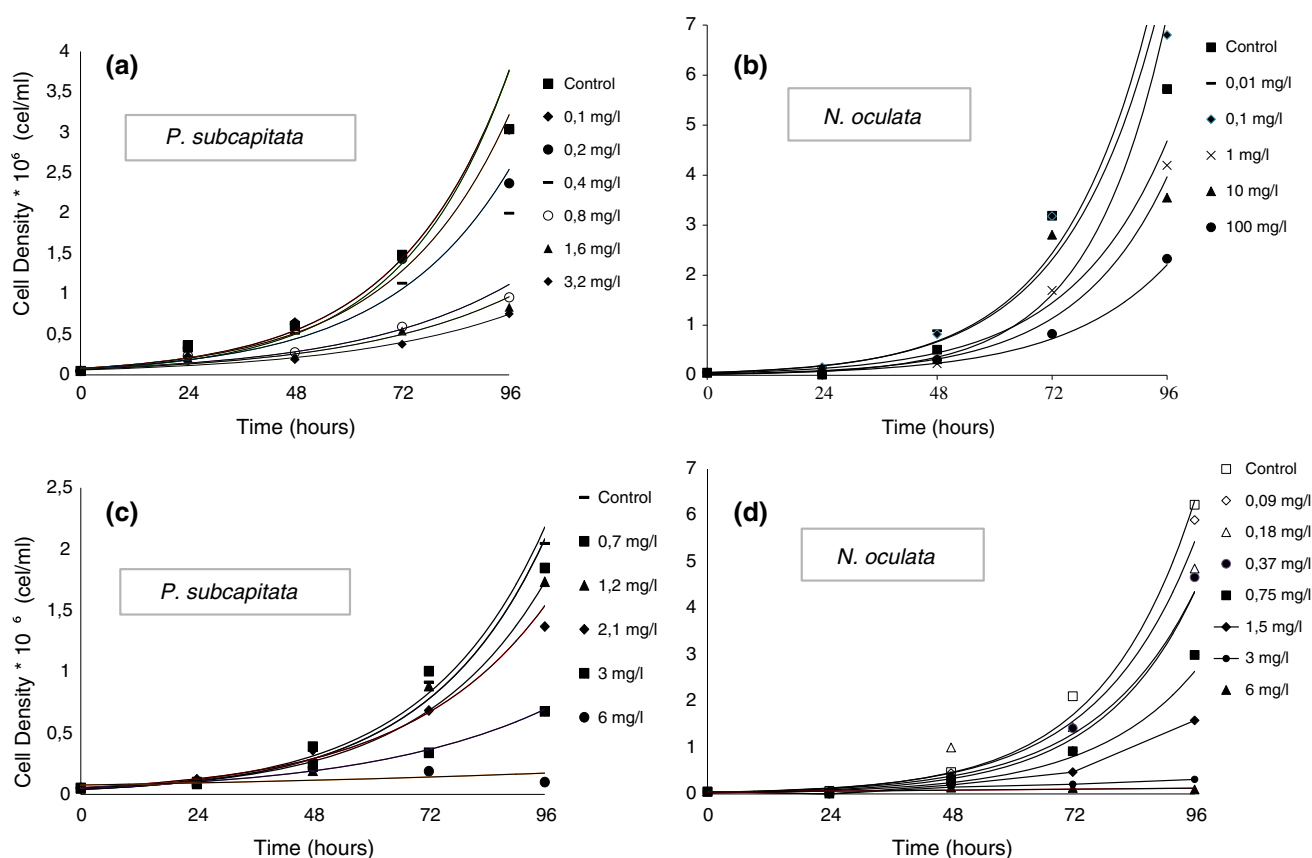 (a)
P. subcapitata
Cell Density * 10⁶ (cel/ml)
4
3,5
3
2,5
2
1,5
1
0,5
0
0 24 48 72 96
Time (hours)
Control
0,1 mg/l
0,2 mg/l
0,4 mg/l
0,8 mg/l
1,6 mg/l
3,2 mg/l
(b)
N. oculata
7
6
5
4
3
2
1
0
0 24 48 72 96
Time (hours)
Control
0,01 mg/l
0,1 mg/l
1 mg/l
10 mg/l
100 mg/l
(c)
P. subcapitata
Cell Density * 10 ⁶ (cel/ml)
2,5
2
1,5
1
0,5
0
0 24 48 72 96
Time (hours)
Control
0,7 mg/l
1,2 mg/l
2,1 mg/l
3 mg/l
6 mg/l
(d)
N. oculata
7
6
5
4
3
2
1
0
0 24 48 72 96
Time (hours)
Control
0,09 mg/l
0,18 mg/l
0,37 mg/l
0,75 mg/l
1,5 mg/l
3 mg/l
6 mg/l